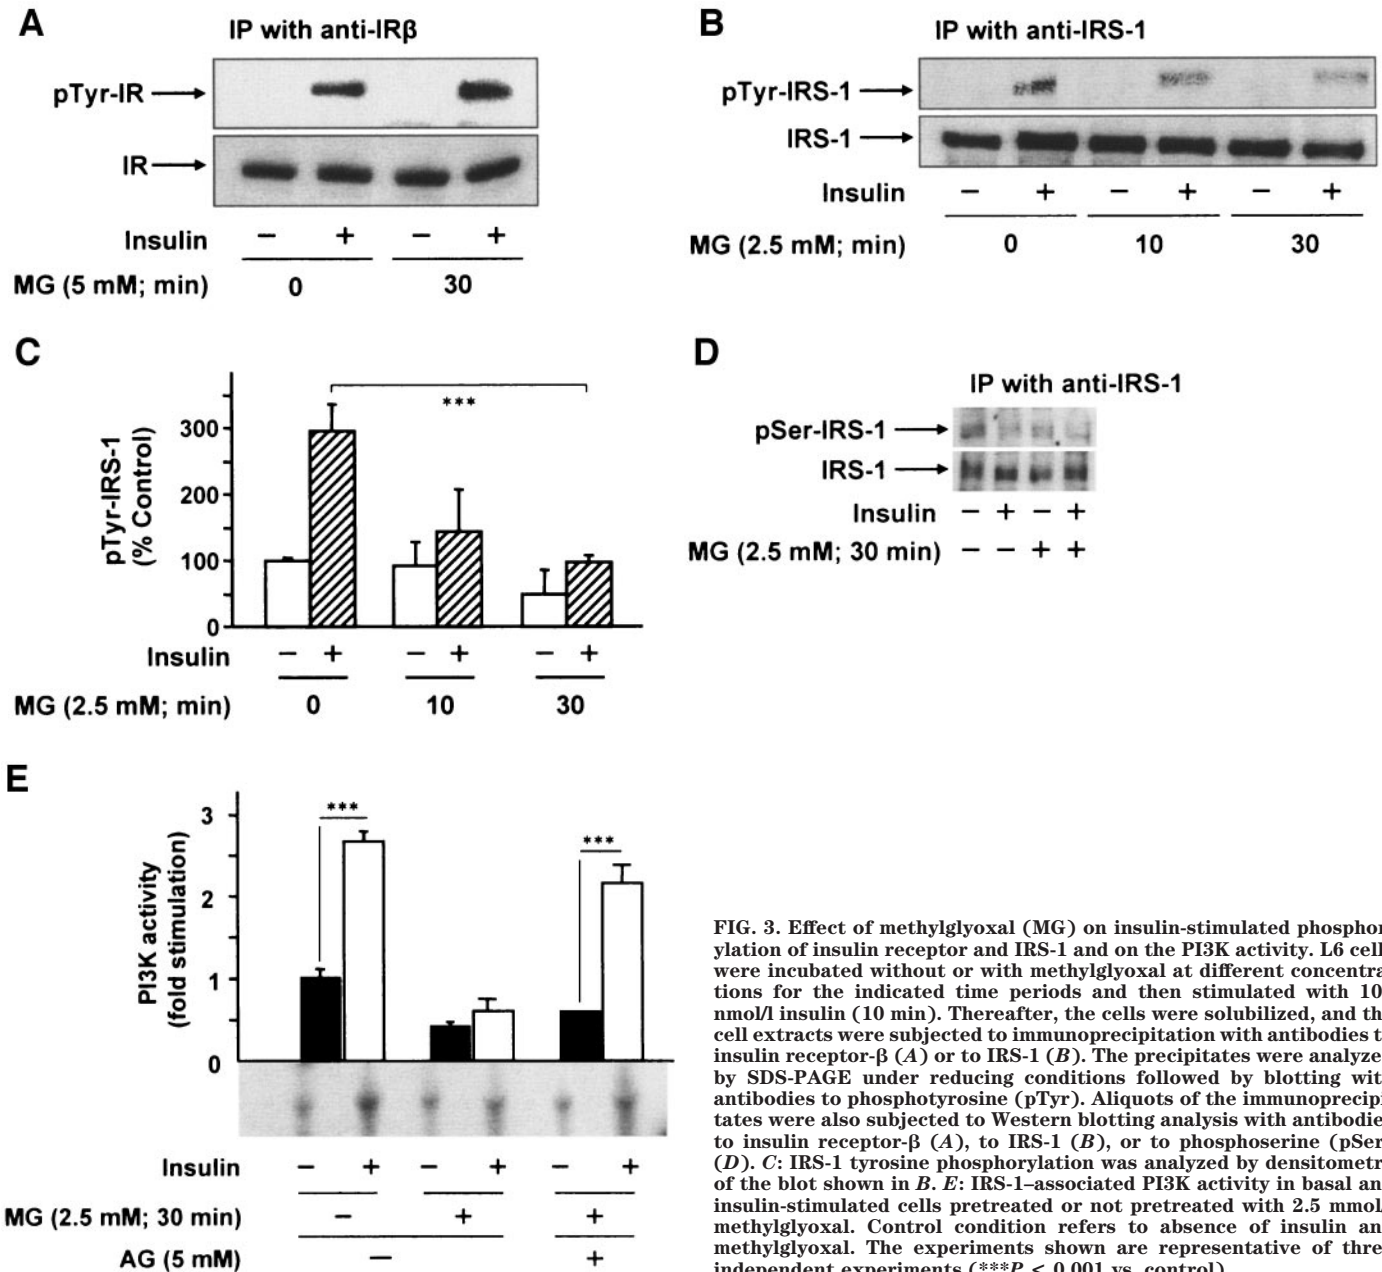 A
IP with anti-IRβ
pTyr-IR
IR
Insulin − + − +
MG (5 mM; min) 0 30
B
IP with anti-IRS-1
pTyr-IRS-1
IRS-1
Insulin − + − + − +
MG (2.5 mM; min) 0 10 30
C
***
pTyr-IRS-1
(% Control)
300
200
100
0
Insulin − + − + − +
MG (2.5 mM; min) 0 10 30
D
IP with anti-IRS-1
pSer-IRS-1
IRS-1
Insulin − + − +
MG (2.5 mM; 30 min) − − + +
E
*** ***
PI3K activity
(fold stimulation)
3
2
1
0
Insulin − + − + − +
MG (2.5 mM; 30 min) − + +
AG (5 mM) − +
FIG. 3. Effect of methylglyoxal (MG) on insulin-stimulated phosphor
ylation of insulin receptor and IRS-1 and on the PI3K activity. L6 cell
were incubated without or with methylglyoxal at different concentra
tions for the indicated time periods and then stimulated with 10
nmol/l insulin (10 min). Thereafter, the cells were solubilized, and th
cell extracts were subjected to immunoprecipitation with antibodies t
insulin receptor-β (A) or to IRS-1 (B). The precipitates were analyze
by SDS-PAGE under reducing conditions followed by blotting wit
antibodies to phosphotyrosine (pTyr). Aliquots of the immunoprecipi
tates were also subjected to Western blotting analysis with antibodie
to insulin receptor-β (A), to IRS-1 (B), or to phosphoserine (pSer
(D). C: IRS-1 tyrosine phosphorylation was analyzed by densitometr
of the blot shown in B. E: IRS-1–associated PI3K activity in basal an
insulin-stimulated cells pretreated or not pretreated with 2.5 mmol/
methylglyoxal. Control condition refers to absence of insulin an
methylglyoxal. The experiments shown are representative of thre
independent experiments (***P < 0.001 vs. control)